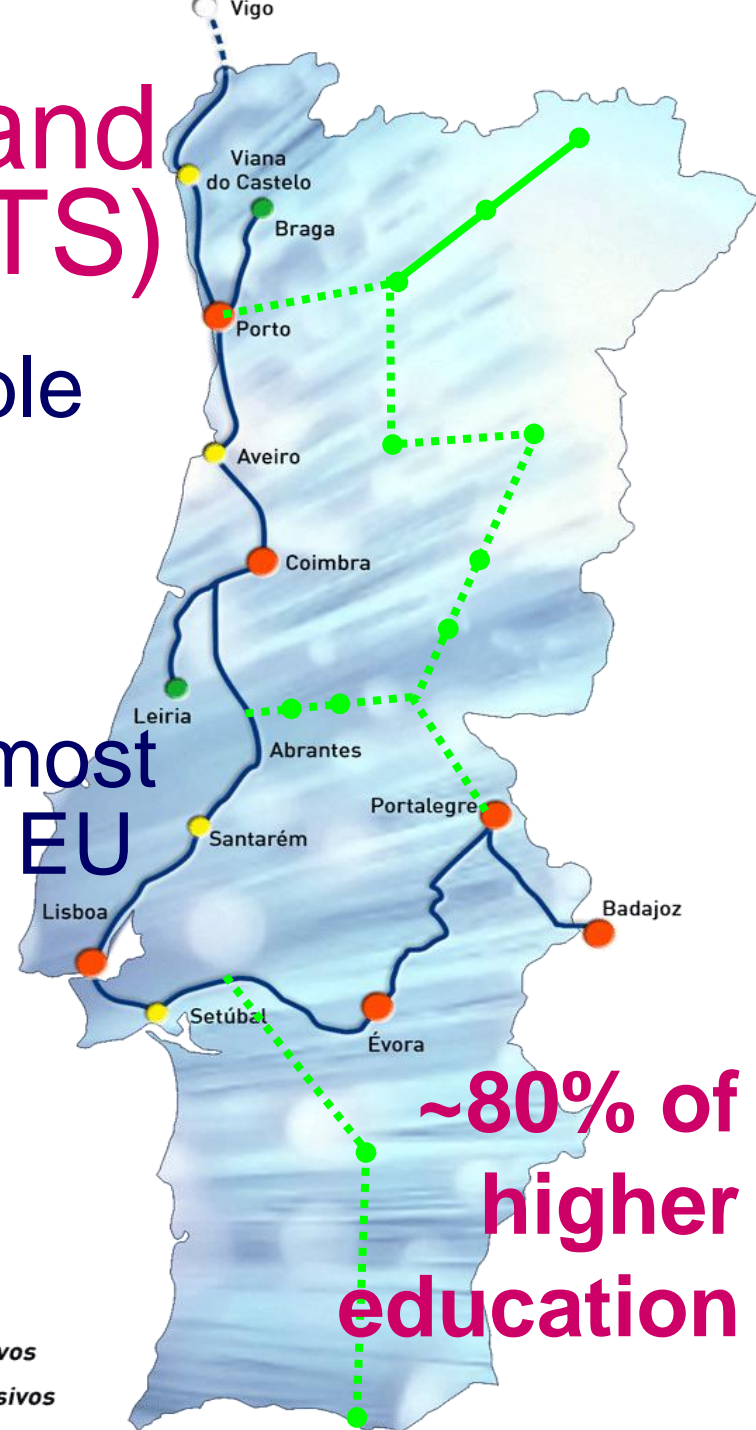 Vigo
and
Viana
do Castelo
TS)
Braga
Porto
ole
Aveiro
Coimbra
Leiria
most
Abrantes
Portalegre
EU
Santarém
Lisboa
Badajoz
Setúbal
Évora
~80% of
higher
education
vos
sivos